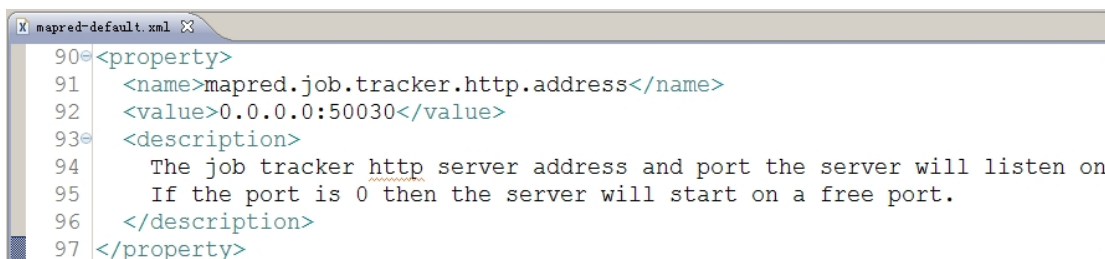 mapred-default.xml
90 <property>
91 <name>mapred.job.tracker.http.address</name>
92 <value>0.0.0.0:50030</value>
93 <description>
94 The job tracker http server address and port the server will listen on
95 If the port is 0 then the server will start on a free port.
96 </description>
97 </property>